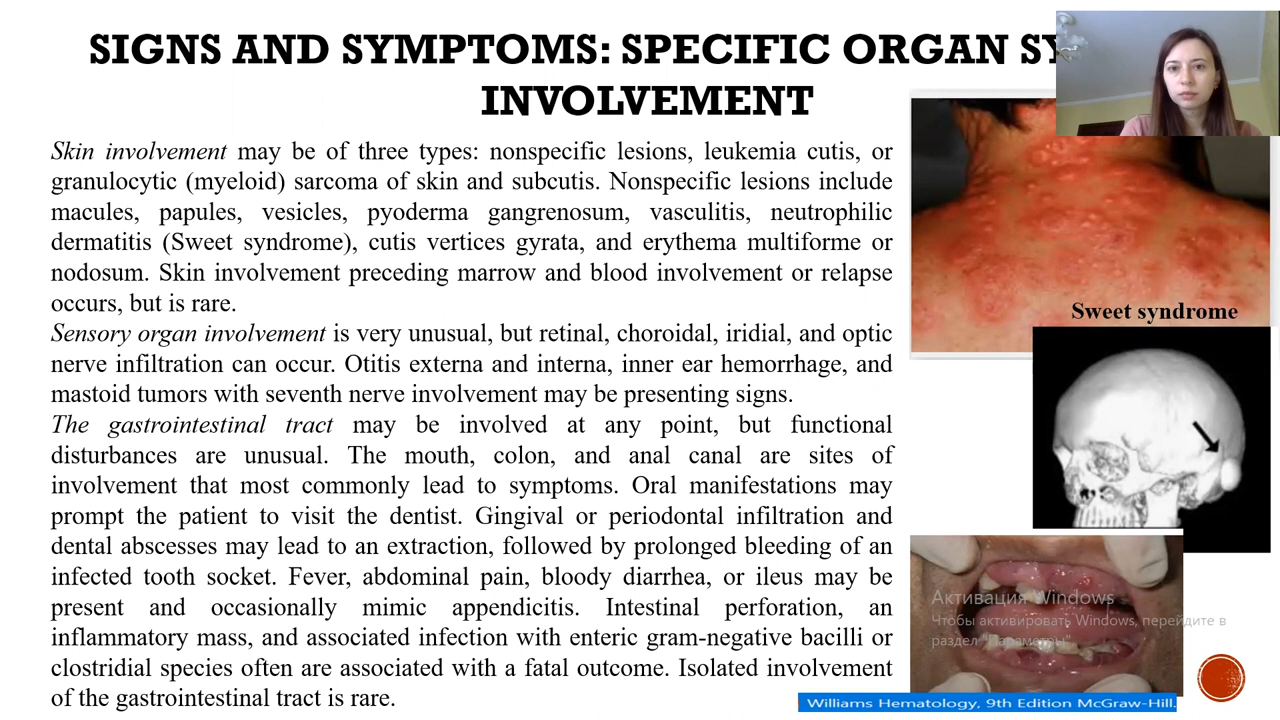 SIGNS AND SYMPTOMS: SPECIFIC ORGAN SY
INVOLVEMENT
Skin involvement may be of three types: nonspecific lesions, leukemia cutis, or
granulocytic (myeloid) sarcoma of skin and subcutis. Nonspecific lesions include
macules, papules, vesicles, pyoderma gangrenosum, vasculitis, neutrophilic
dermatitis (Sweet syndrome), cutis vertices gyrata, and erythema multiforme or
nodosum. Skin involvement preceding marrow and blood involvement or relapse
occurs, but is rare.
Sensory organ involvement is very unusual, but retinal, choroidal, iridial, and optic
nerve infiltration can occur. Otitis externa and interna, inner ear hemorrhage, and
mastoid tumors with seventh nerve involvement may be presenting signs.
The gastrointestinal tract may be involved at any point, but functional
disturbances are unusual. The mouth, colon, and anal canal are sites of
involvement that most commonly lead to symptoms. Oral manifestations may
prompt the patient to visit the dentist. Gingival or periodontal infiltration and
dental abscesses may lead to an extraction, followed by prolonged bleeding of an
infected tooth socket. Fever, abdominal pain, bloody diarrhea, or ileus may be
present and occasionally mimic appendicitis. Intestinal perforation, an
inflammatory mass, and associated infection with enteric gram-negative bacilli or
clostridial species often are associated with a fatal outcome. Isolated involvement
of the gastrointestinal tract is rare.
Sweet syndrome
Активация Windows
Чтобы активировать Windows, перейдите в
раздел "Параметры".
Williams Hematology, 9th Edition McGraw-Hill.